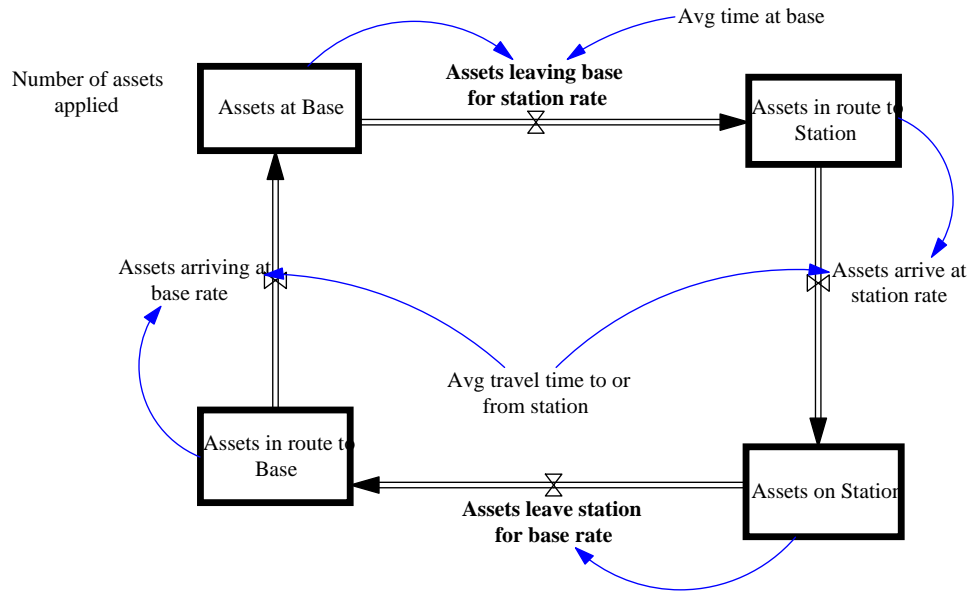 Avg time at base
Number of assets
applied
Assets at Base
Assets leaving base
for station rate
Assets in route to
Station
Assets arriving at
base rate
Assets arrive at
station rate
Avg travel time to or
from station
Assets in route to
Base
Assets leave station
for base rate
Assets on Station